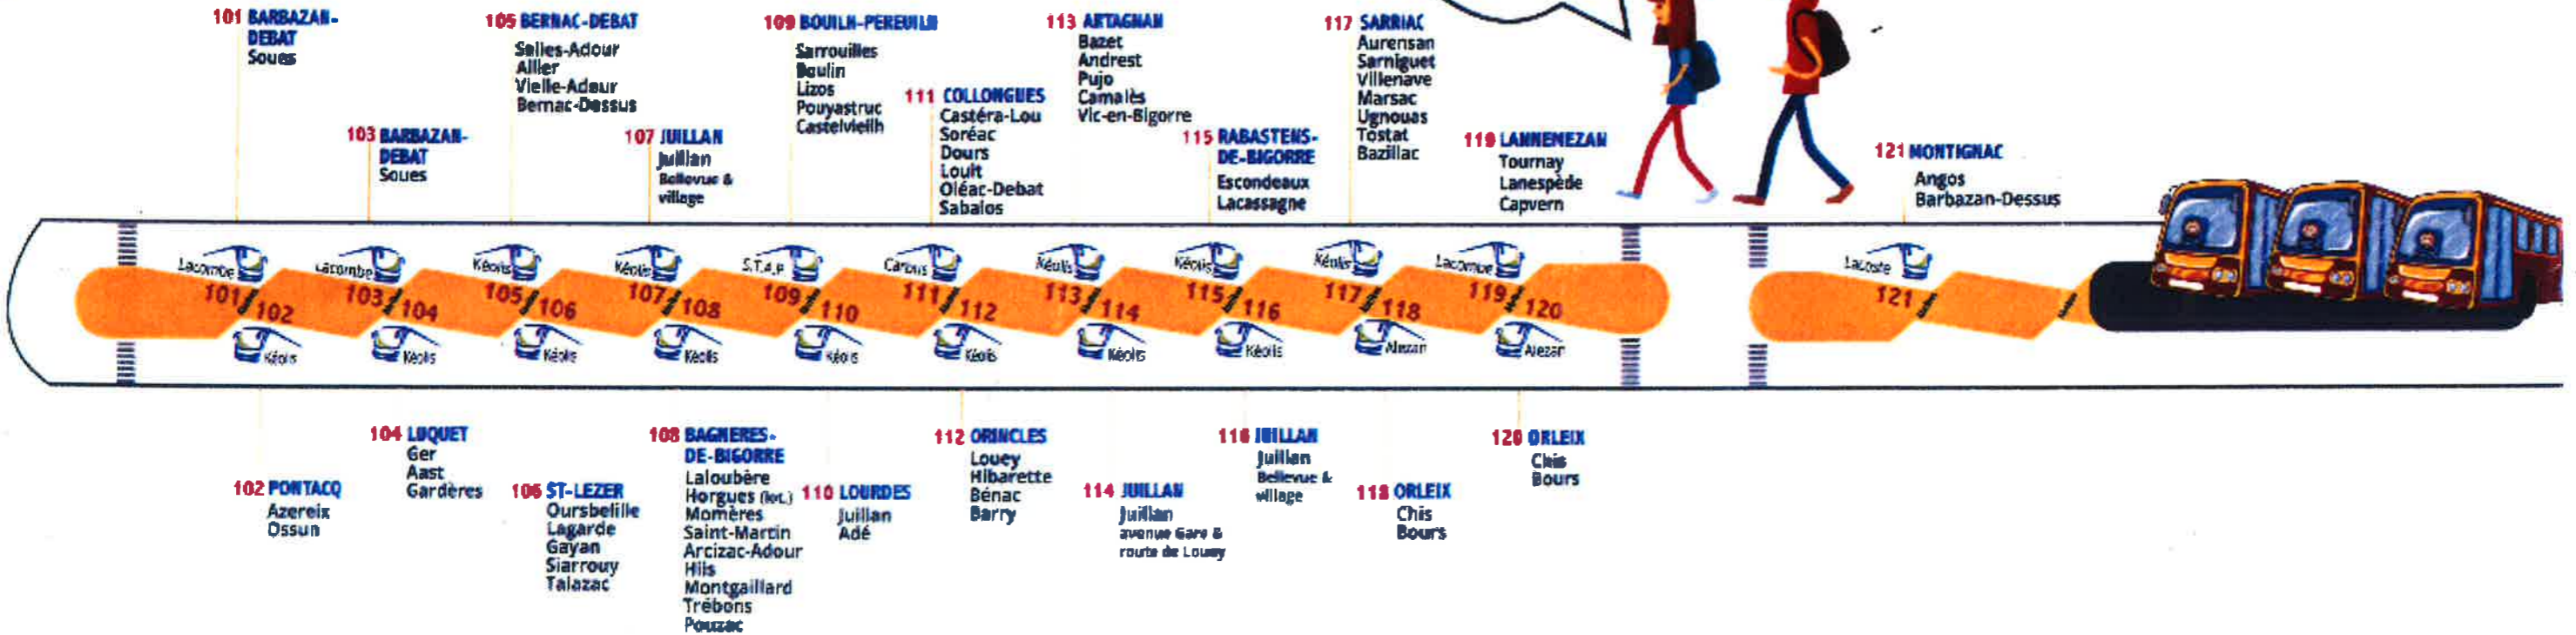 101 BARBAZAN-
DEBAT
Soues
103 BARBAZAN-
DEBAT
Soues
105 BERNAC-DEBAT
Salles-Adour
Allier
Vielle-Adour
Bernac-Dessus
107 JUILLAN
Juillan
Bellevue &
village
109 BOUILH-PEREUILH
Sarrouilles
Boulin
Lizos
Pouyastruc
Castelvieilh
111 COLLONGUES
Castéra-Lou
Soréac
Dours
Louit
Oléac-Debat
Sabalos
113 ARTAGNAN
Bazet
Andrest
Pujo
Camalès
Vic-en-Bigorre
115 RABASTENS-
DE-BIGORRE
Escondeaux
Lacassagne
117 SARRIAC
Aurensan
Sarniguet
Villenave
Marsac
Ugnouas
Tostat
Bazillac
119 LANNEMEZAN
Tournay
Lanespède
Capvern
121 MONTIGNAC
Angos
Barbazan-Dessus
Lacombe
Lacombe
Kéolis
Kéolis
S.T.A.P
Kéolis
Kéolis
Kéolis
Lacombe
Lacoste
101 102 103 104 105 106 107 108 109 110 111 112 113 114 115 116 117 118 119 120 121
Kéolis
Kéolis
Kéolis
Kéolis
Kéolis
Kéolis
Kéolis
Kéolis
Alezan
Alezan
102 PONTACQ
Azereix
Ossun
104 LUQUET
Ger
Aast
Gardères
106 ST-LEZER
Oursbelille
Lagarde
Gayan
Siarrouy
Talazac
108 BAGNERES-
DE-BIGORRE
Laloubère
Horgues (lot.)
Momères
Saint-Martin
Arcizac-Adour
Hiis
Montgaillard
Trébons
Pouzac
110 LOURDES
Juillan
Adé
112 ORINCLES
Louey
Hibarette
Bénac
Barry
114 JUILLAN
Juillan
avenue Gare &
route de Louey
116 JUILLAN
Juillan
Bellevue &
village
118 ORLEIX
Chis
Bours
120 ORLEIX
Chis
Bours